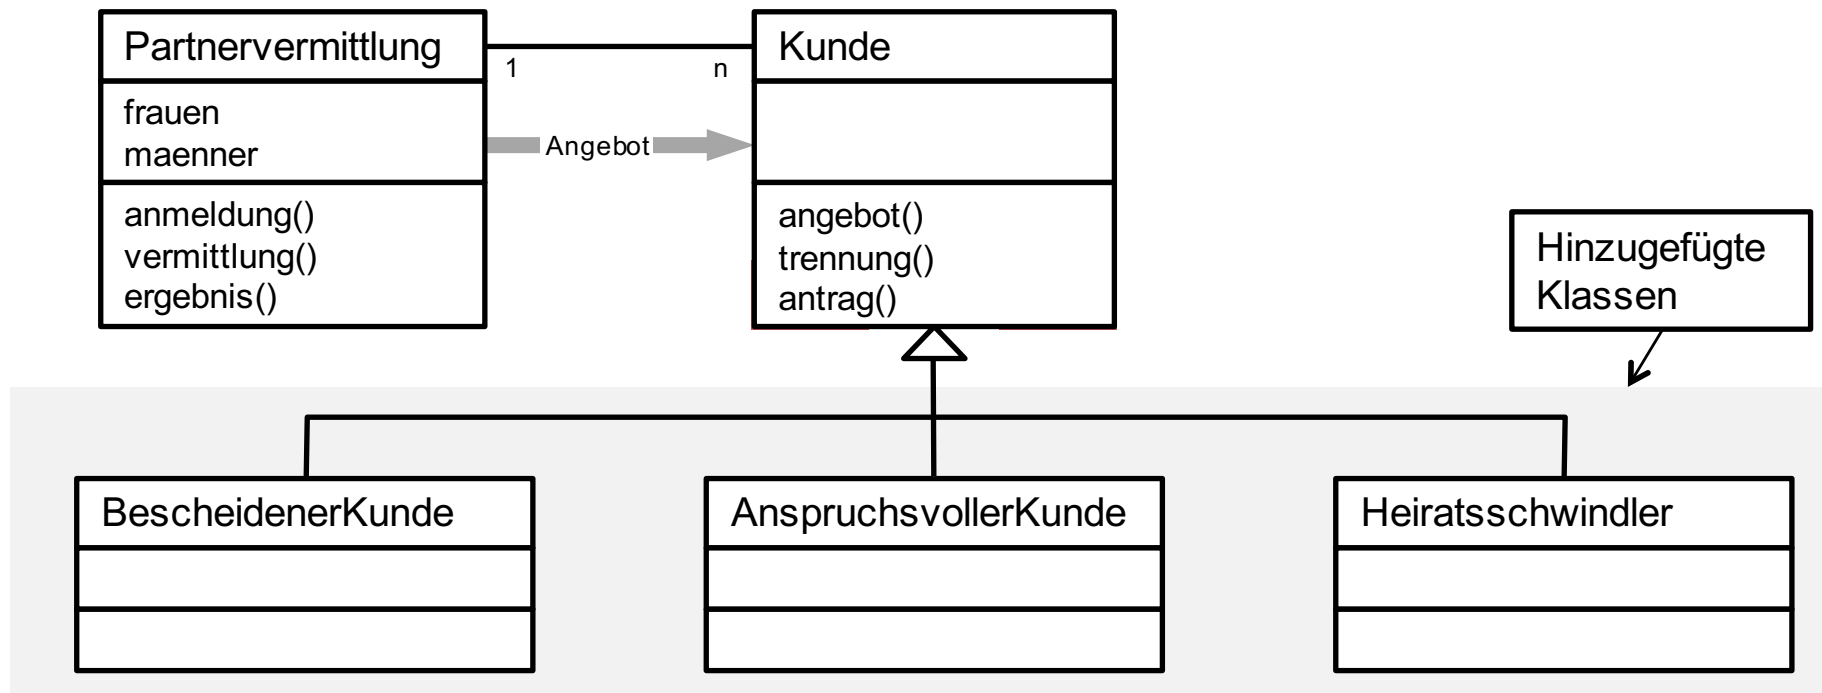 Partnervermittlung
1
n
Kunde
frauen
maenner
Angebot
anmeldung()
vermittlung()
ergebnis()
angebot()
trennung()
antrag()
Hinzugefügte
Klassen
BescheidenerKunde
AnspruchsvollerKunde
Heiratsschwindler